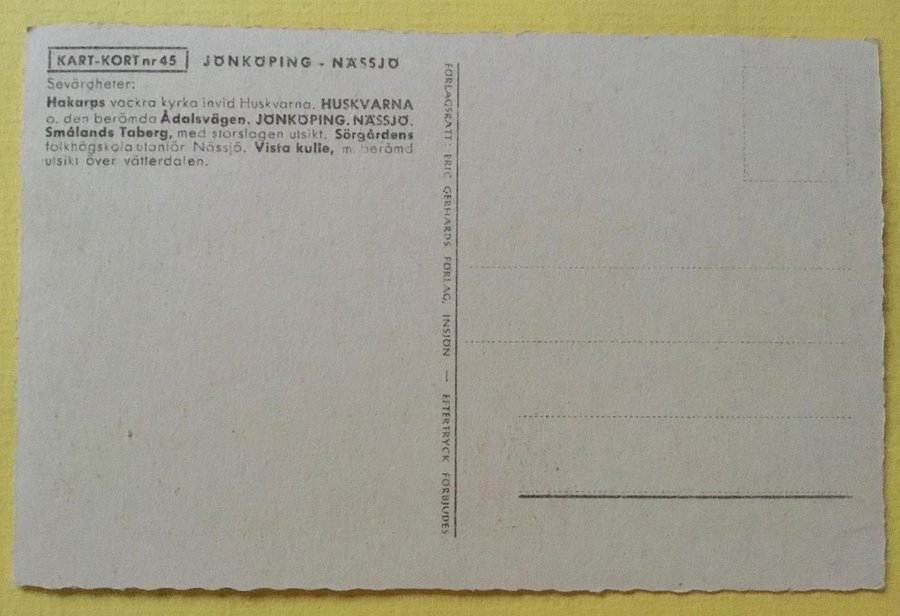 KART-KORT nr 45 JÖNKÖPING - NÄSSJÖ
Sevärgheter:
Hakarps vackra kyrka invid Huskvarna. HUSKVARNA
o. den berömda Ådalsvägen. JÖNKÖPING. NÄSSJÖ.
Smålands Taberg, med storslagen utsikt. Sörgårdens
folkhögskola utanför Nässjö. Vista kulle, m berömd
utsikt över vätterdalen.
FÖRLAGSRÄTT: ERIC GERHARDS FÖRLAG, INSJÖN — EFTERTRYCK FÖRBJUDES